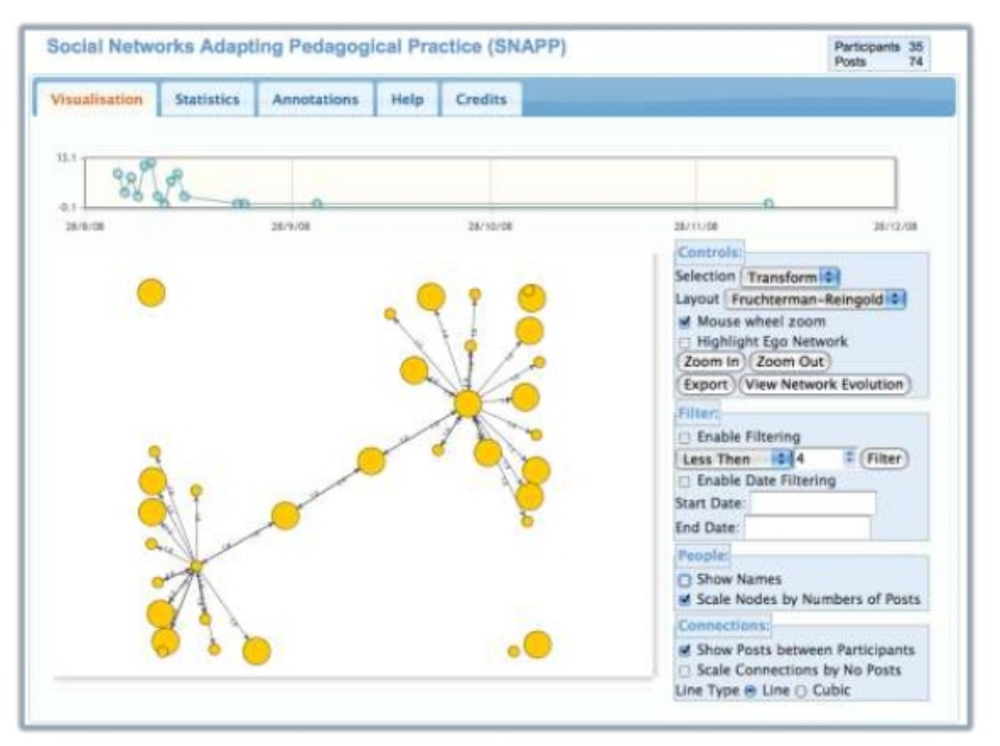 Social Networks Adapting Pedagogical Practice (SNAPP)
Participants 35
Posts 74
Visualisation Statistics Annotations Help Credits
13.1
-0.1
28/8/08 28/9/08 28/10/08 28/11/08 28/12/08
Controls:
Selection Transform
Layout Fruchterman-Reingold
Mouse wheel zoom
Highlight Ego Network
Zoom In Zoom Out
Export View Network Evolution
Filter:
Enable Filtering
Less Then 4 Filter
Enable Date Filtering
Start Date:
End Date:
People:
Show Names
Scale Nodes by Numbers of Posts
Connections:
Show Posts between Participants
Scale Connections by No Posts
Line Type Line Cubic